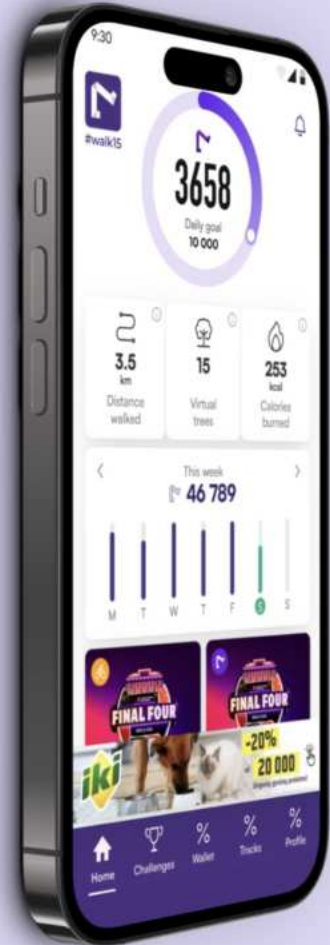 9:30
#walk15
3658
Daily goal
10 000
3.5
km
Distance
walked
15
Virtual
trees
253
kcal
Calories
burned
This week
46 789
M T W T F S S
FINAL FOUR
FINAL FOUR
iki
-20%
20 000
Home
Challenges
Wallet
Tracks
Profile